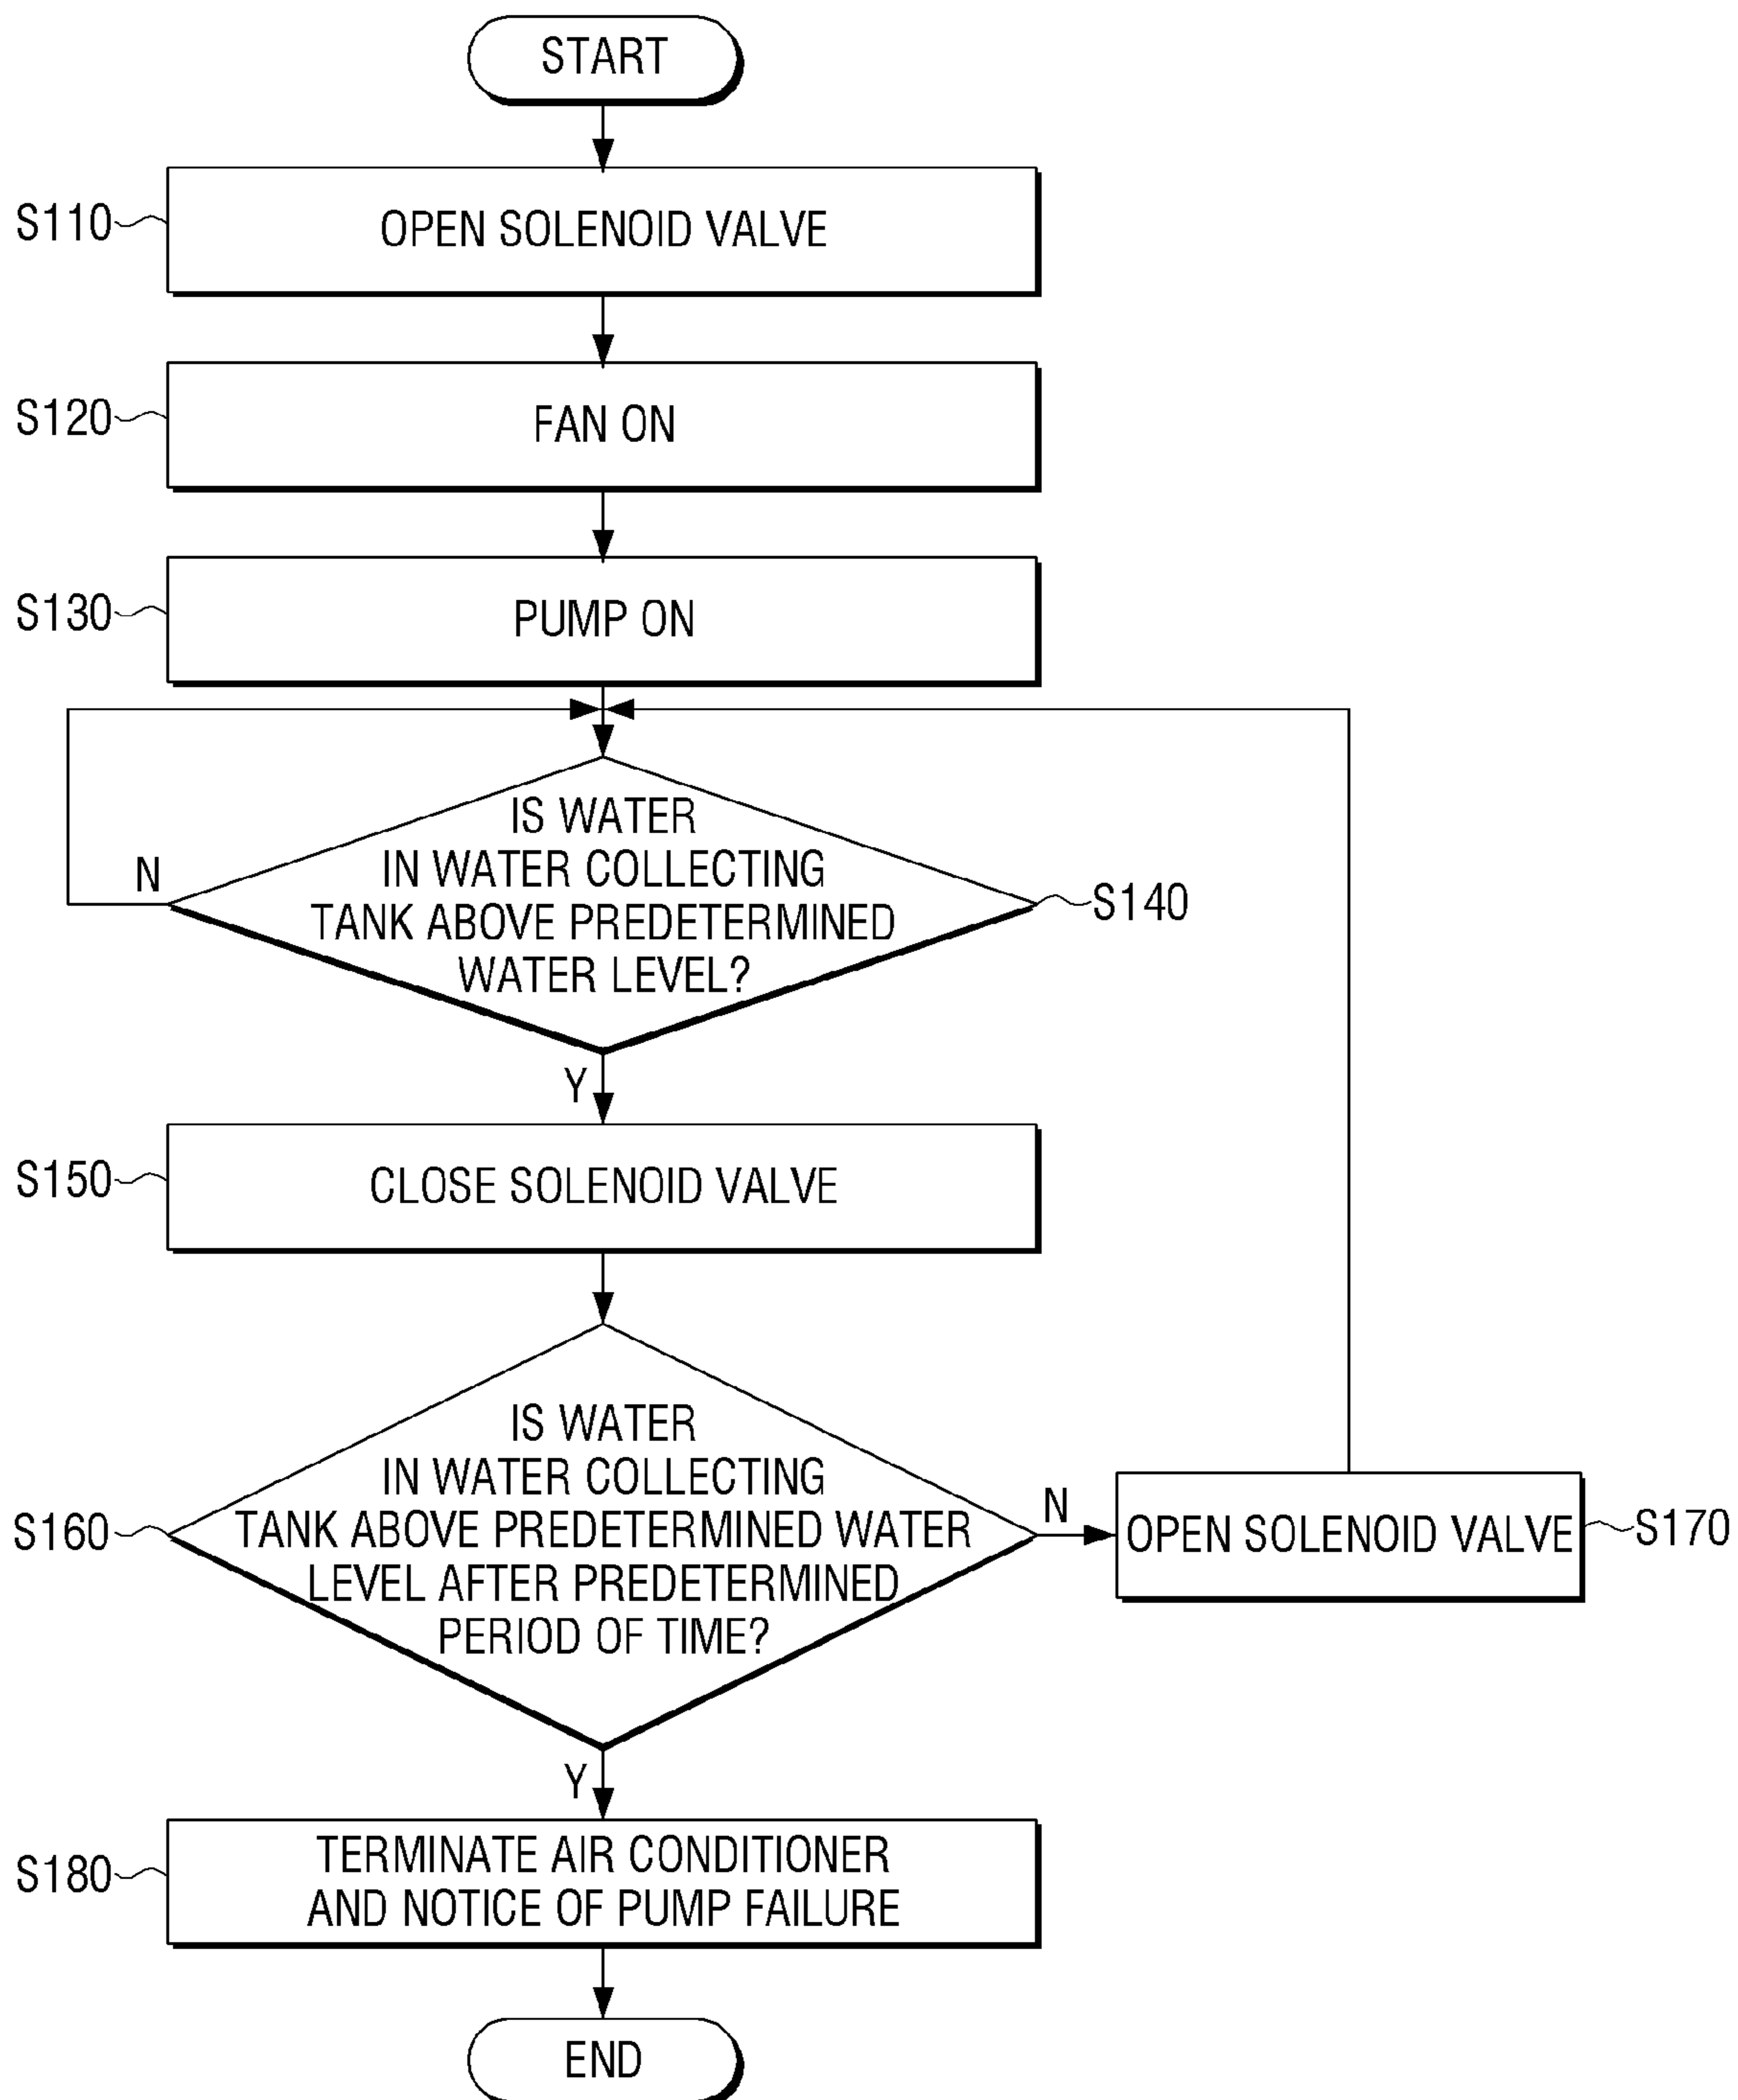 START
S110
OPEN SOLENOID VALVE
S120
FAN ON
S130
PUMP ON
IS WATER
IN WATER COLLECTING
TANK ABOVE PREDETERMINED
WATER LEVEL?
N
S140
Y
S150
CLOSE SOLENOID VALVE
IS WATER
IN WATER COLLECTING
TANK ABOVE PREDETERMINED WATER
LEVEL AFTER PREDETERMINED
PERIOD OF TIME?
S160
N
OPEN SOLENOID VALVE
S170
Y
S180
TERMINATE AIR CONDITIONER
AND NOTICE OF PUMP FAILURE
END